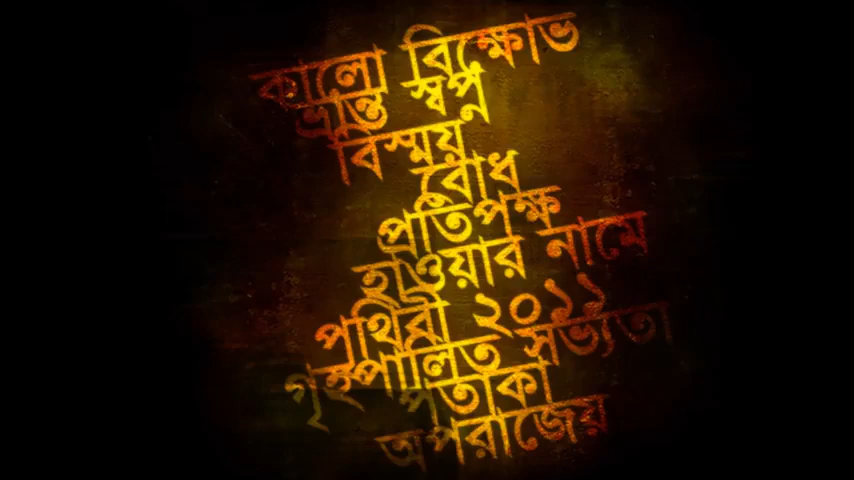 কালো বিক্ষোভ
ভ্রান্ত স্বপ্ন
বিস্ময়
বোধ
প্রতিপক্ষ
হাওয়ার নামে
পৃথিবী ২০১১
গৃহপালিত সভ্যতা
পতাকা
অপরাজেয়